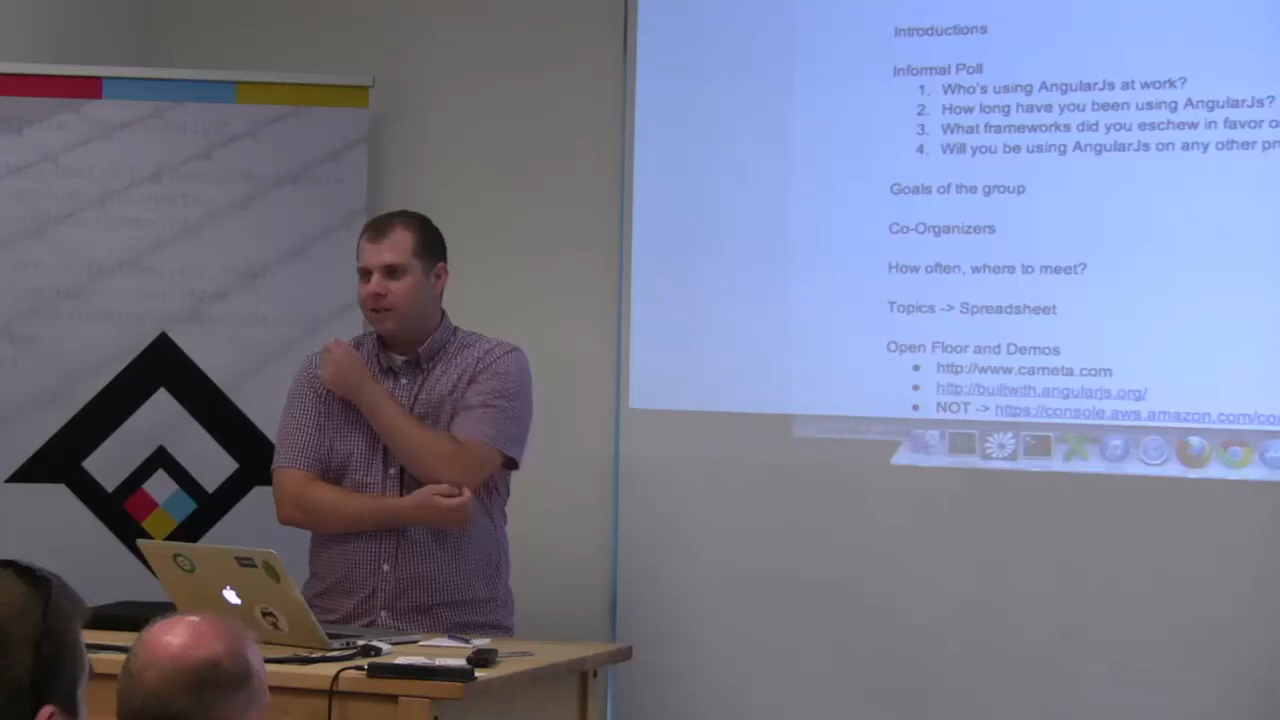 Introductions
Informal Poll
1. Who's using AngularJs at work?
2. How long have you been using AngularJs?
3. What frameworks did you eschew in favor
4. Will you be using AngularJs on any other
Goals of the group
Co-Organizers
How often, where to meet?
Topics -> Spreadsheet
Open Floor and Demos
• http://www.cameta.com
• http://builtwith.angularjs.org/
• NOT -> https://console.aws.amazon.com/